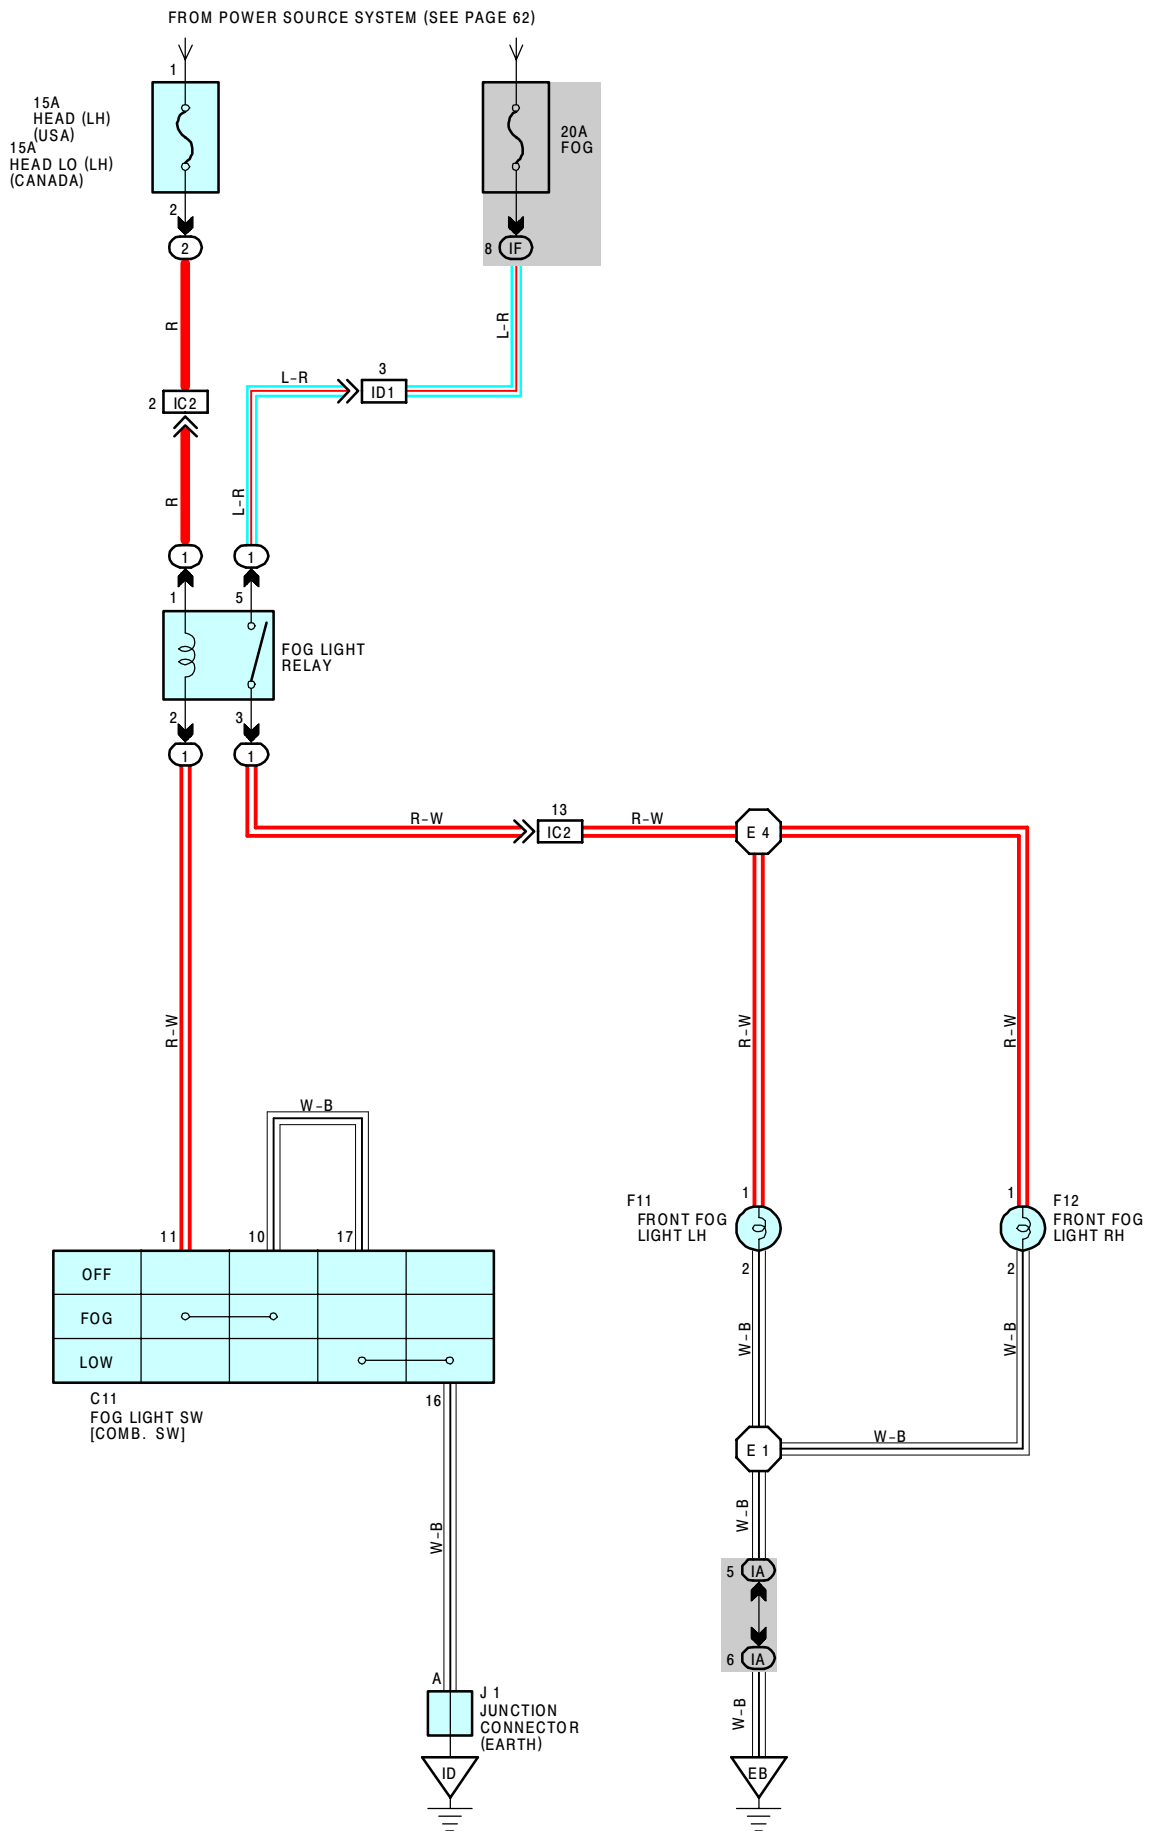 FROM POWER SOURCE SYSTEM (SEE PAGE 62)
1
15A
HEAD (LH)
(USA)
15A
HEAD LO (LH)
(CANADA)
20A
FOG
2
2
8 IF
R
L-R
3
L-R
ID1
2 IC2
R
L-R
1
1
1
5
FOG LIGHT
RELAY
2
3
1
1
13
R-W
IC2
R-W
E 4
R-W
R-W
R-W
W-B
11
10
17
F11
FRONT FOG
LIGHT LH
1
1
F12
FRONT FOG
LIGHT RH
OFF
FOG
LOW
2
2
W-B
W-B
C11
FOG LIGHT SW
[COMB. SW]
16
E 1
W-B
W-B
W-B
5 IA
6 IA
W-B
A
J 1
JUNCTION
CONNECTOR
(EARTH)
ID
EB